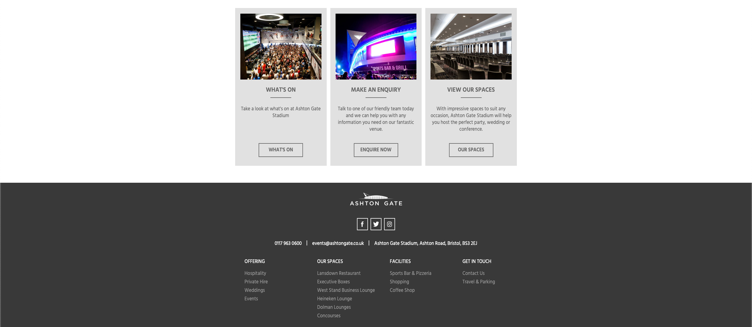 WHAT'S ON
Take a look at what's on at Ashton Gate
Stadium
WHAT'S ON
MAKE AN ENQUIRY
Talk to one of our friendly team today
and we can help you with any
information you need on our fantastic
venue.
ENQUIRE NOW
VIEW OUR SPACES
With impressive spaces to suit any
occasion, Ashton Gate Stadium will help
you host the perfect party, wedding or
conference.
OUR SPACES
ASHTON GATE
0117 963 0600 | events@ashtongate.co.uk | Ashton Gate Stadium, Ashton Road, Bristol, BS3 2EJ
OFFERING
Hospitality
Private Hire
Weddings
Events
OUR SPACES
Lansdown Restaurant
Executive Boxes
West Stand Business Lounge
Heineken Lounge
Dolman Lounges
Concourses
FACILITIES
Sports Bar & Pizzeria
Shopping
Coffee Shop
GET IN TOUCH
Contact Us
Travel & Parking